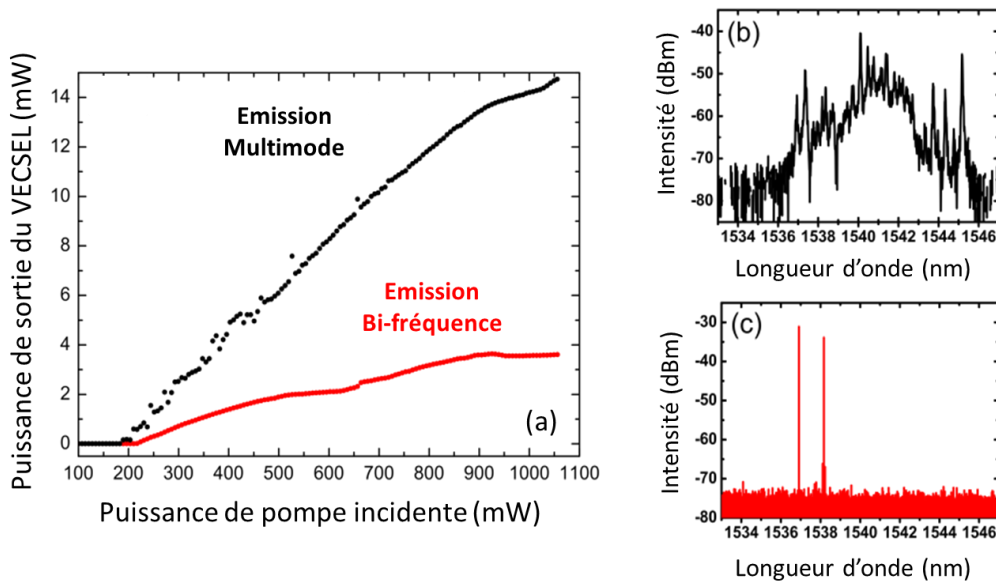 Puissance de sortie du VECSEL (mW)
14
12
10
8
6
4
2
0
Emission
Multimode
Emission
Bi-fréquence
(a)
100 200 300 400 500 600 700 800 900 1000 1100
Puissance de pompe incidente (mW)
(b)
Intensité (dBm)
-40
-50
-60
-70
-80
1534 1536 1538 1540 1542 1544 1546
Longueur d'onde (nm)
(c)
Intensité (dBm)
-30
-40
-50
-60
-70
-80
1534 1536 1538 1540 1542 1544 1546
Longueur d'onde (nm)